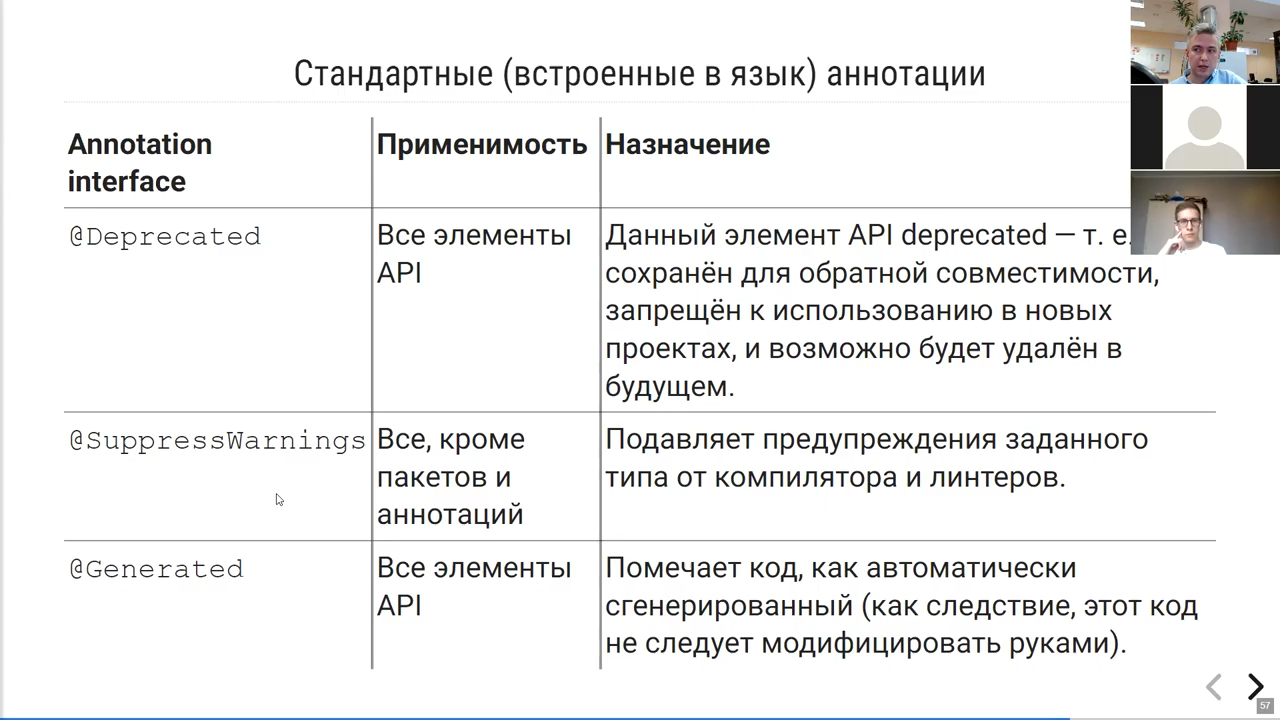 Стандартные (встроенные в язык) аннотации
Annotation
interface
Применимость
Назначение
@Deprecated
Все элементы
API
Данный элемент API deprecated — т. е.
сохранён для обратной совместимости,
запрещён к использованию в новых
проектах, и возможно будет удалён в
будущем.
@SuppressWarnings
Все, кроме
пакетов и
аннотаций
Подавляет предупреждения заданного
типа от компилятора и линтеров.
@Generated
Все элементы
API
Помечает код, как автоматически
сгенерированный (как следствие, этот код
не следует модифицировать руками).
57